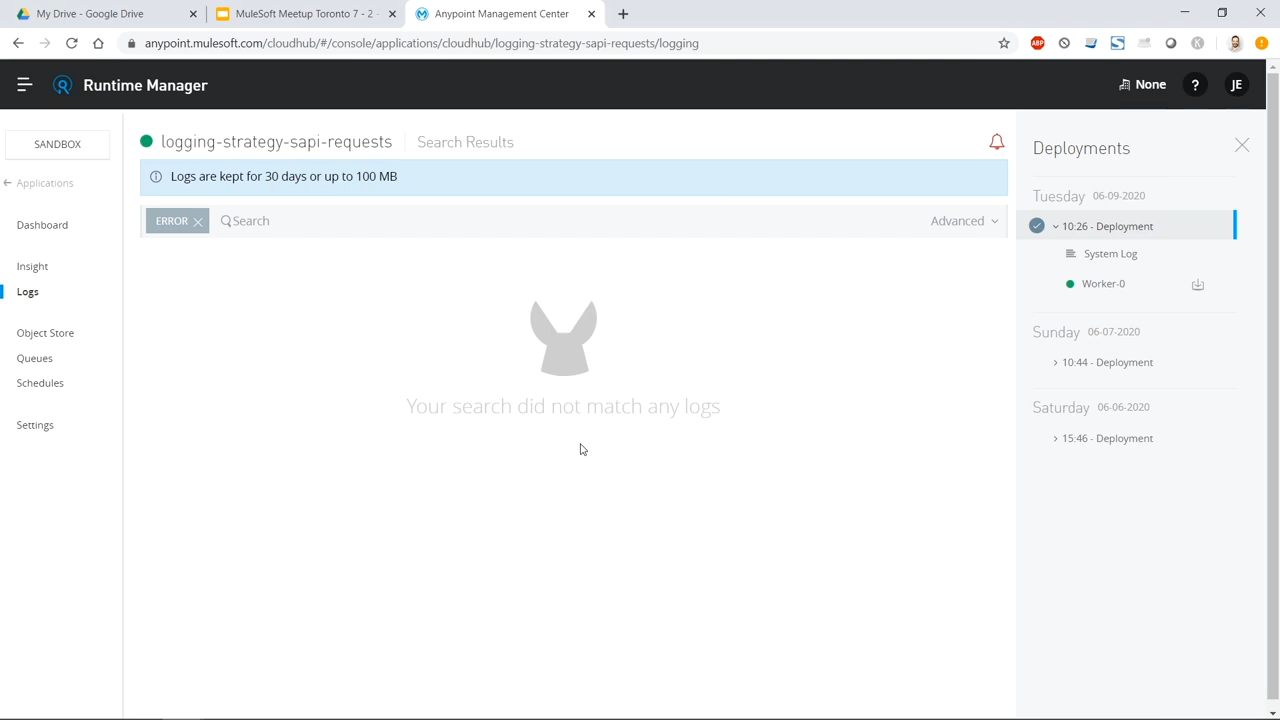 My Drive - Google Drive
MuleSoft Meetup Toronto 7 - 2
Anypoint Management Center
anypoint.mulesoft.com/cloudhub/#/console/applications/cloudhub/logging-strategy-sapi-requests/logging
ABP
S
K
Runtime Manager
None
?
JE
SANDBOX
Applications
Dashboard
Insight
Logs
Object Store
Queues
Schedules
Settings
logging-strategy-sapi-requests
Search Results
Logs are kept for 30 days or up to 100 MB
ERROR
Search
Advanced
Your search did not match any logs
Deployments
Tuesday 06-09-2020
10:26 - Deployment
System Log
Worker-0
Sunday 06-07-2020
10:44 - Deployment
Saturday 06-06-2020
15:46 - Deployment